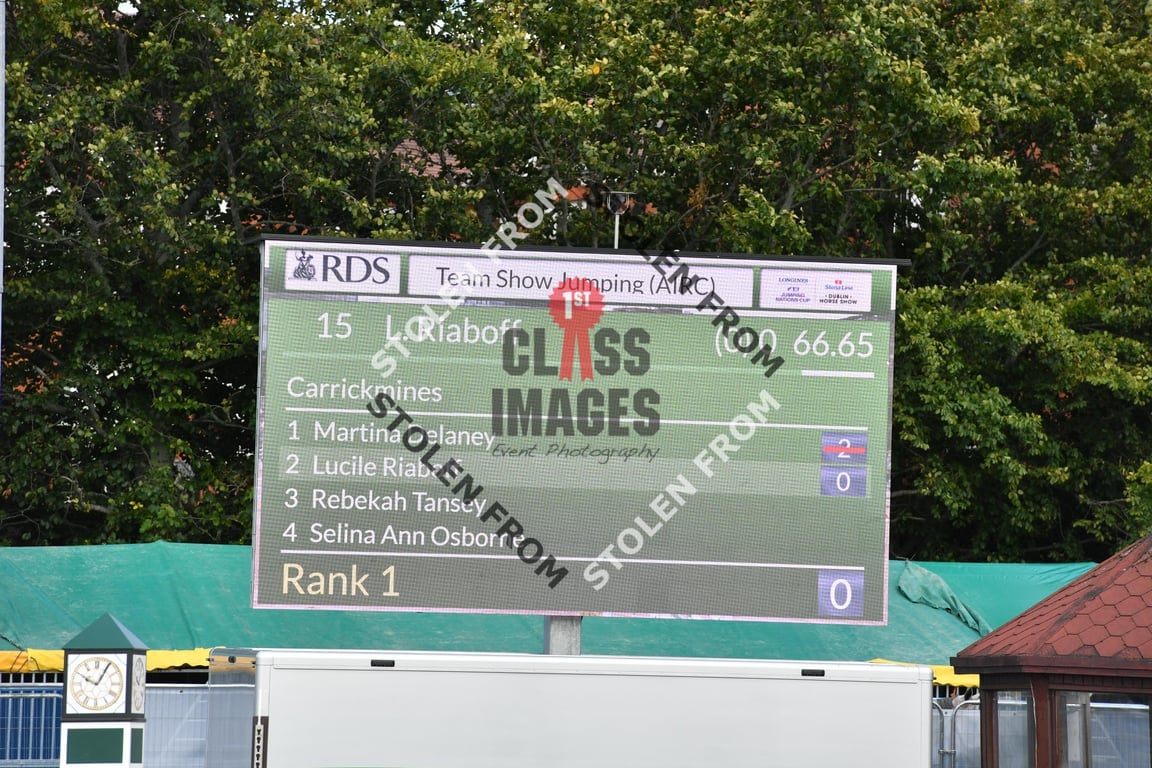 RDS
Team Show Jumping (AIRC)
LONGINES
JUMPING
NATIONS CUP
StoneLine
DUBLIN
HORSE SHOW
15 L Riaboff 66.65
Carrickmines
1 Martina Delaney 2
2 Lucile Riaboff 0
3 Rebekah Tansey
4 Selina Ann Osborne
Rank 1 0
1ST
CLASS
IMAGES
Event Photography
STOLEN FROM
STOLEN FROM
STOLEN FROM
STOLEN FROM